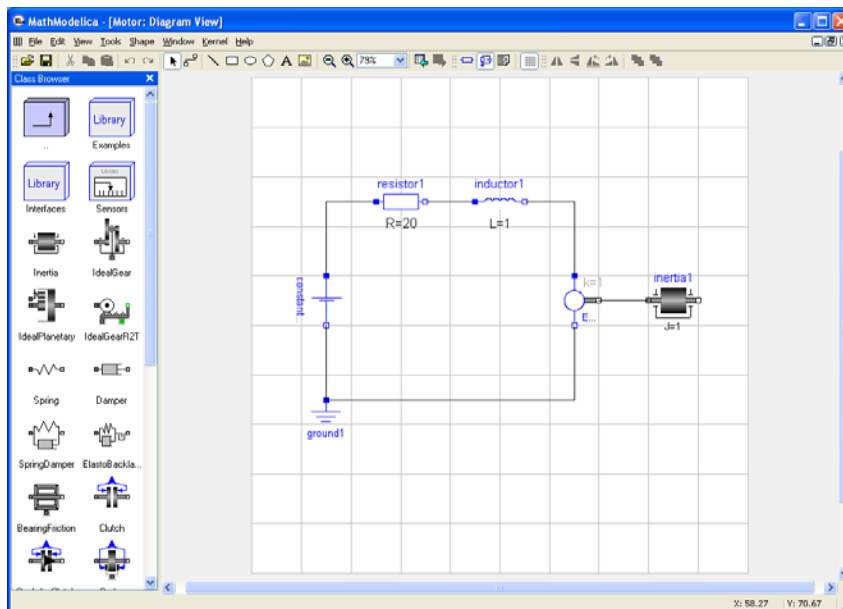 MathModelica - [Motor: Diagram View]
File Edit View Tools Shape Window Kernel Help
79%
Class Browser
Library
..
Examples
Library
Interfaces
Sensors
Inertia
IdealGear
IdealPlanetary
IdealGearR2T
Spring
Damper
SpringDamper
ElastoBackla...
BearingFriction
Clutch
resistor1
R=20
inductor1
L=1
constant
k=1
E...
inertia1
J=1
ground1
X: 58.27 Y: 70.67